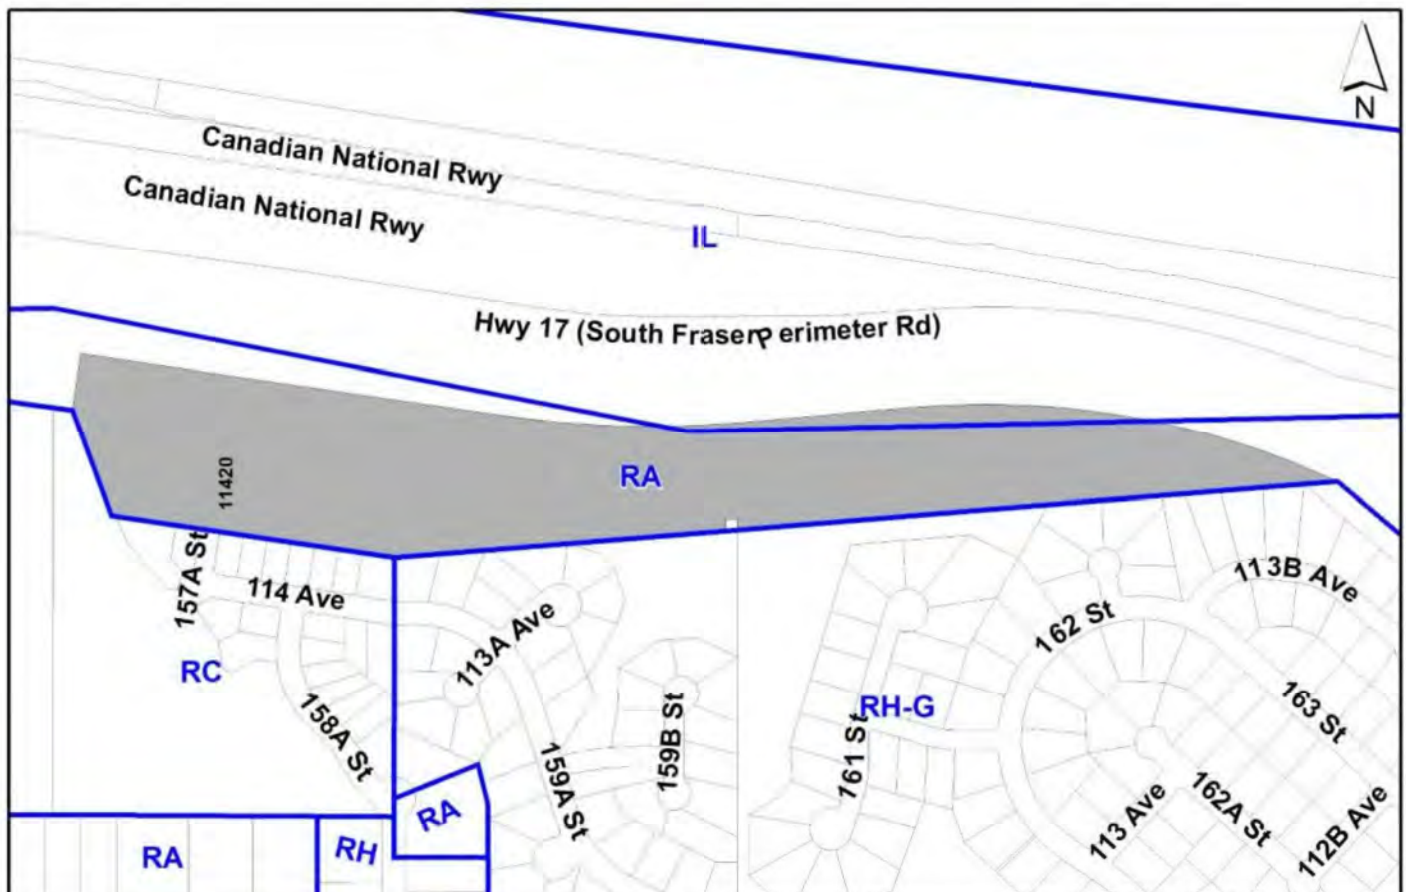 N
Canadian National Rwy
Canadian National Rwy
IL
Hwy 17 (South Fraser Perimeter Rd)
RA
11420
157A St
114 Ave
113A Ave
113B Ave
162 St
RC
RH-G
158A St
159A St
159B St
161 St
163 St
162A St
113 Ave
112B Ave
RA
RA
RH